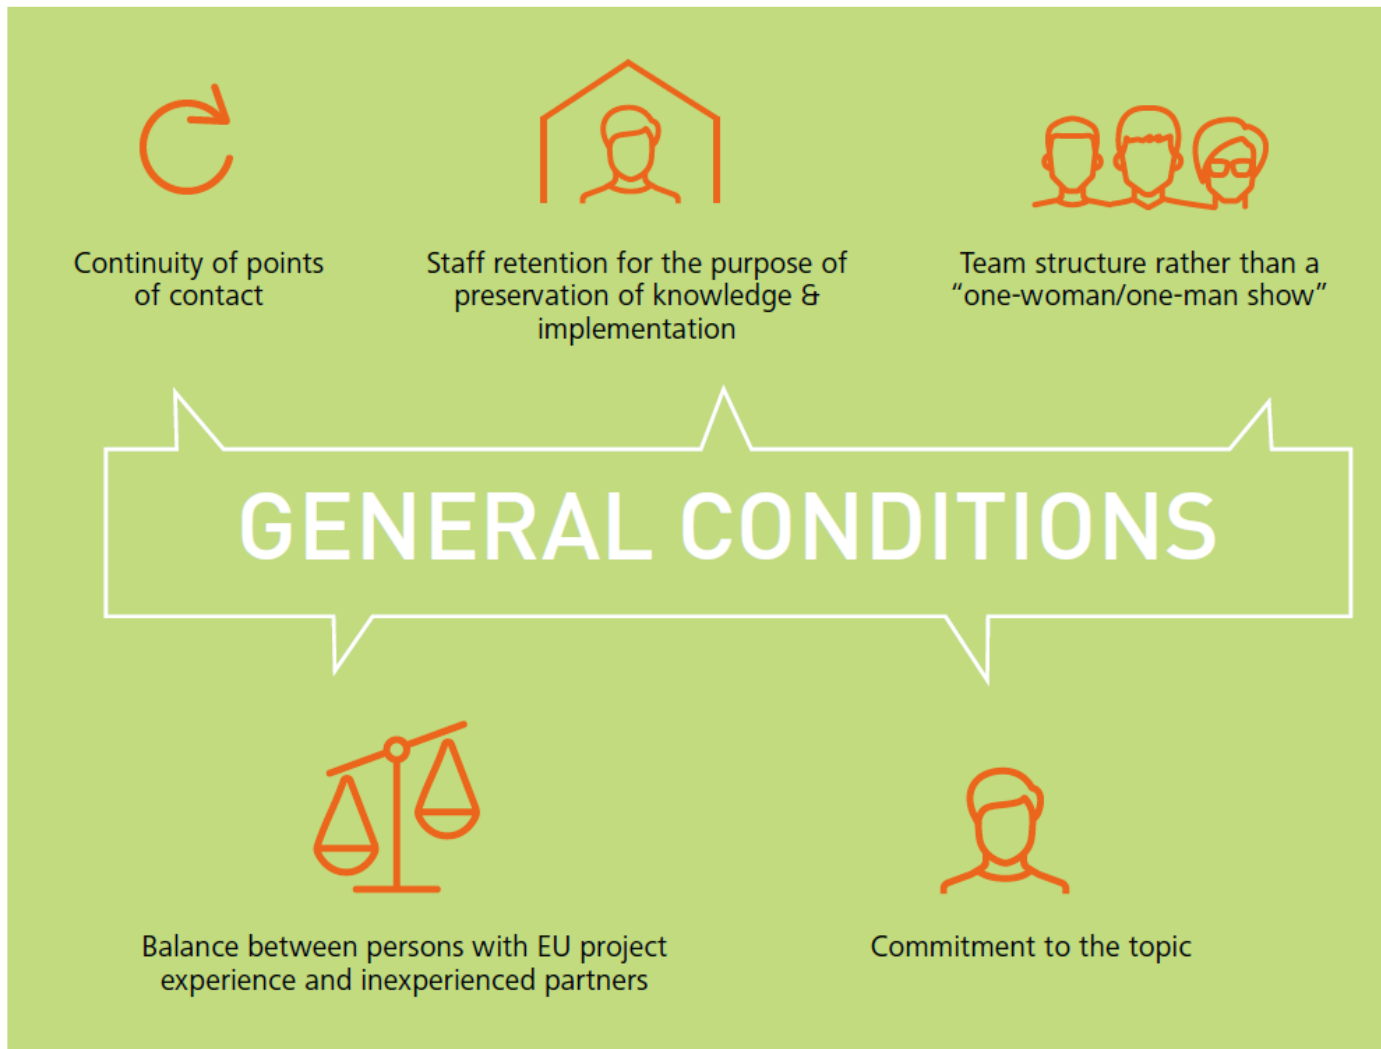 Continuity of points
of contact
Staff retention for the purpose of
preservation of knowledge &
implementation
Team structure rather than a
“one-woman/one-man show”
GENERAL CONDITIONS
Balance between persons with EU project
experience and inexperienced partners
Commitment to the topic